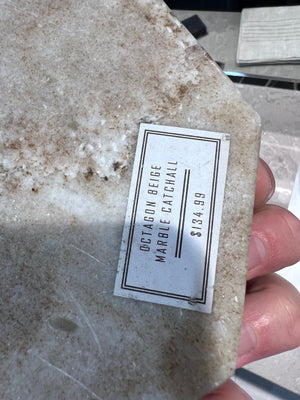 OCTAGON BEIGE
MARBLE CATCHALL
$134.99